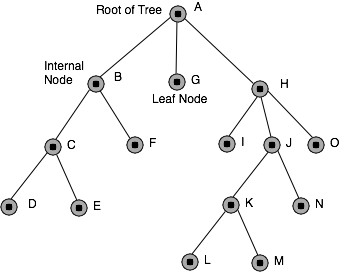 Root of Tree A
Internal
Node B
G
H
Leaf Node
C
F
I
J
O
D
E
K
N
L
M